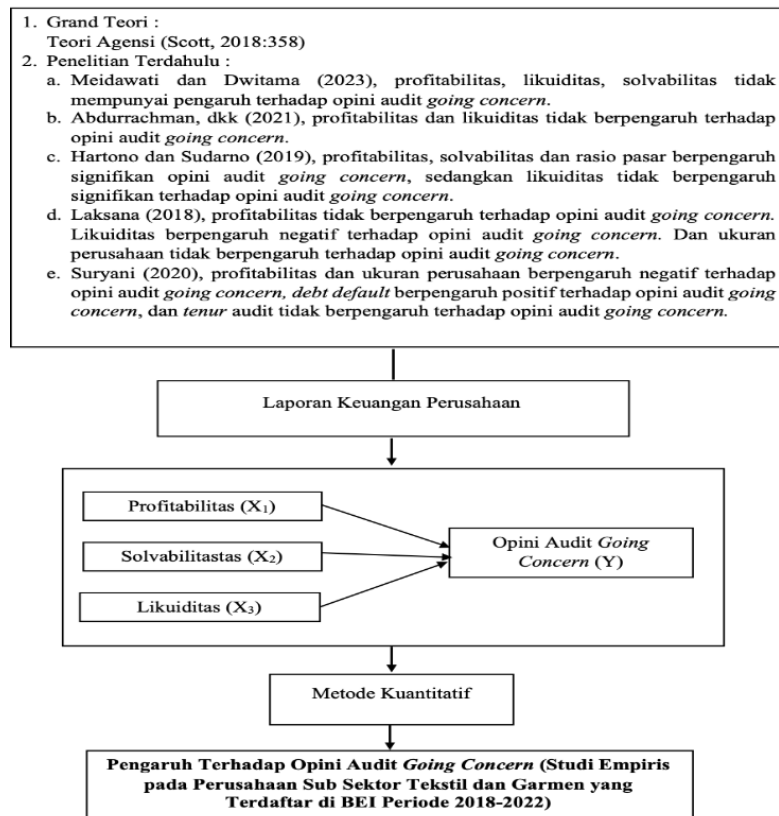 1. Grand Teori :
Teori Agensi (Scott, 2018:358)
2. Penelitian Terdahulu :
a. Meidawati dan Dwitama (2023), profitabilitas, likuiditas, solvabilitas tidak
mempunyai pengaruh terhadap opini audit going concern.
b. Abdurrachman, dkk (2021), profitabilitas dan likuiditas tidak berpengaruh terhadap
opini audit going concern.
c. Hartono dan Sudarno (2019), profitabilitas, solvabilitas dan rasio pasar berpengaruh
signifikan opini audit going concern, sedangkan likuiditas tidak berpengaruh
signifikan terhadap opini audit going concern.
d. Laksana (2018), profitabilitas tidak berpengaruh terhadap opini audit going concern.
Likuiditas berpengaruh negatif terhadap opini audit going concern. Dan ukuran
perusahaan tidak berpengaruh terhadap opini audit going concern.
e. Suryani (2020), profitabilitas dan ukuran perusahaan berpengaruh negatif terhadap
opini audit going concern, debt default berpengaruh positif terhadap opini audit going
concern, dan tenur audit tidak berpengaruh terhadap opini audit going concern.
Laporan Keuangan Perusahaan
Profitabilitas (X₁)
Solvabilitastas (X₂)
Likuiditas (X₃)
Opini Audit Going
Concern (Y)
Metode Kuantitatif
Pengaruh Terhadap Opini Audit Going Concern (Studi Empiris
pada Perusahaan Sub Sektor Tekstil dan Garmen yang
Terdaftar di BEI Periode 2018-2022)